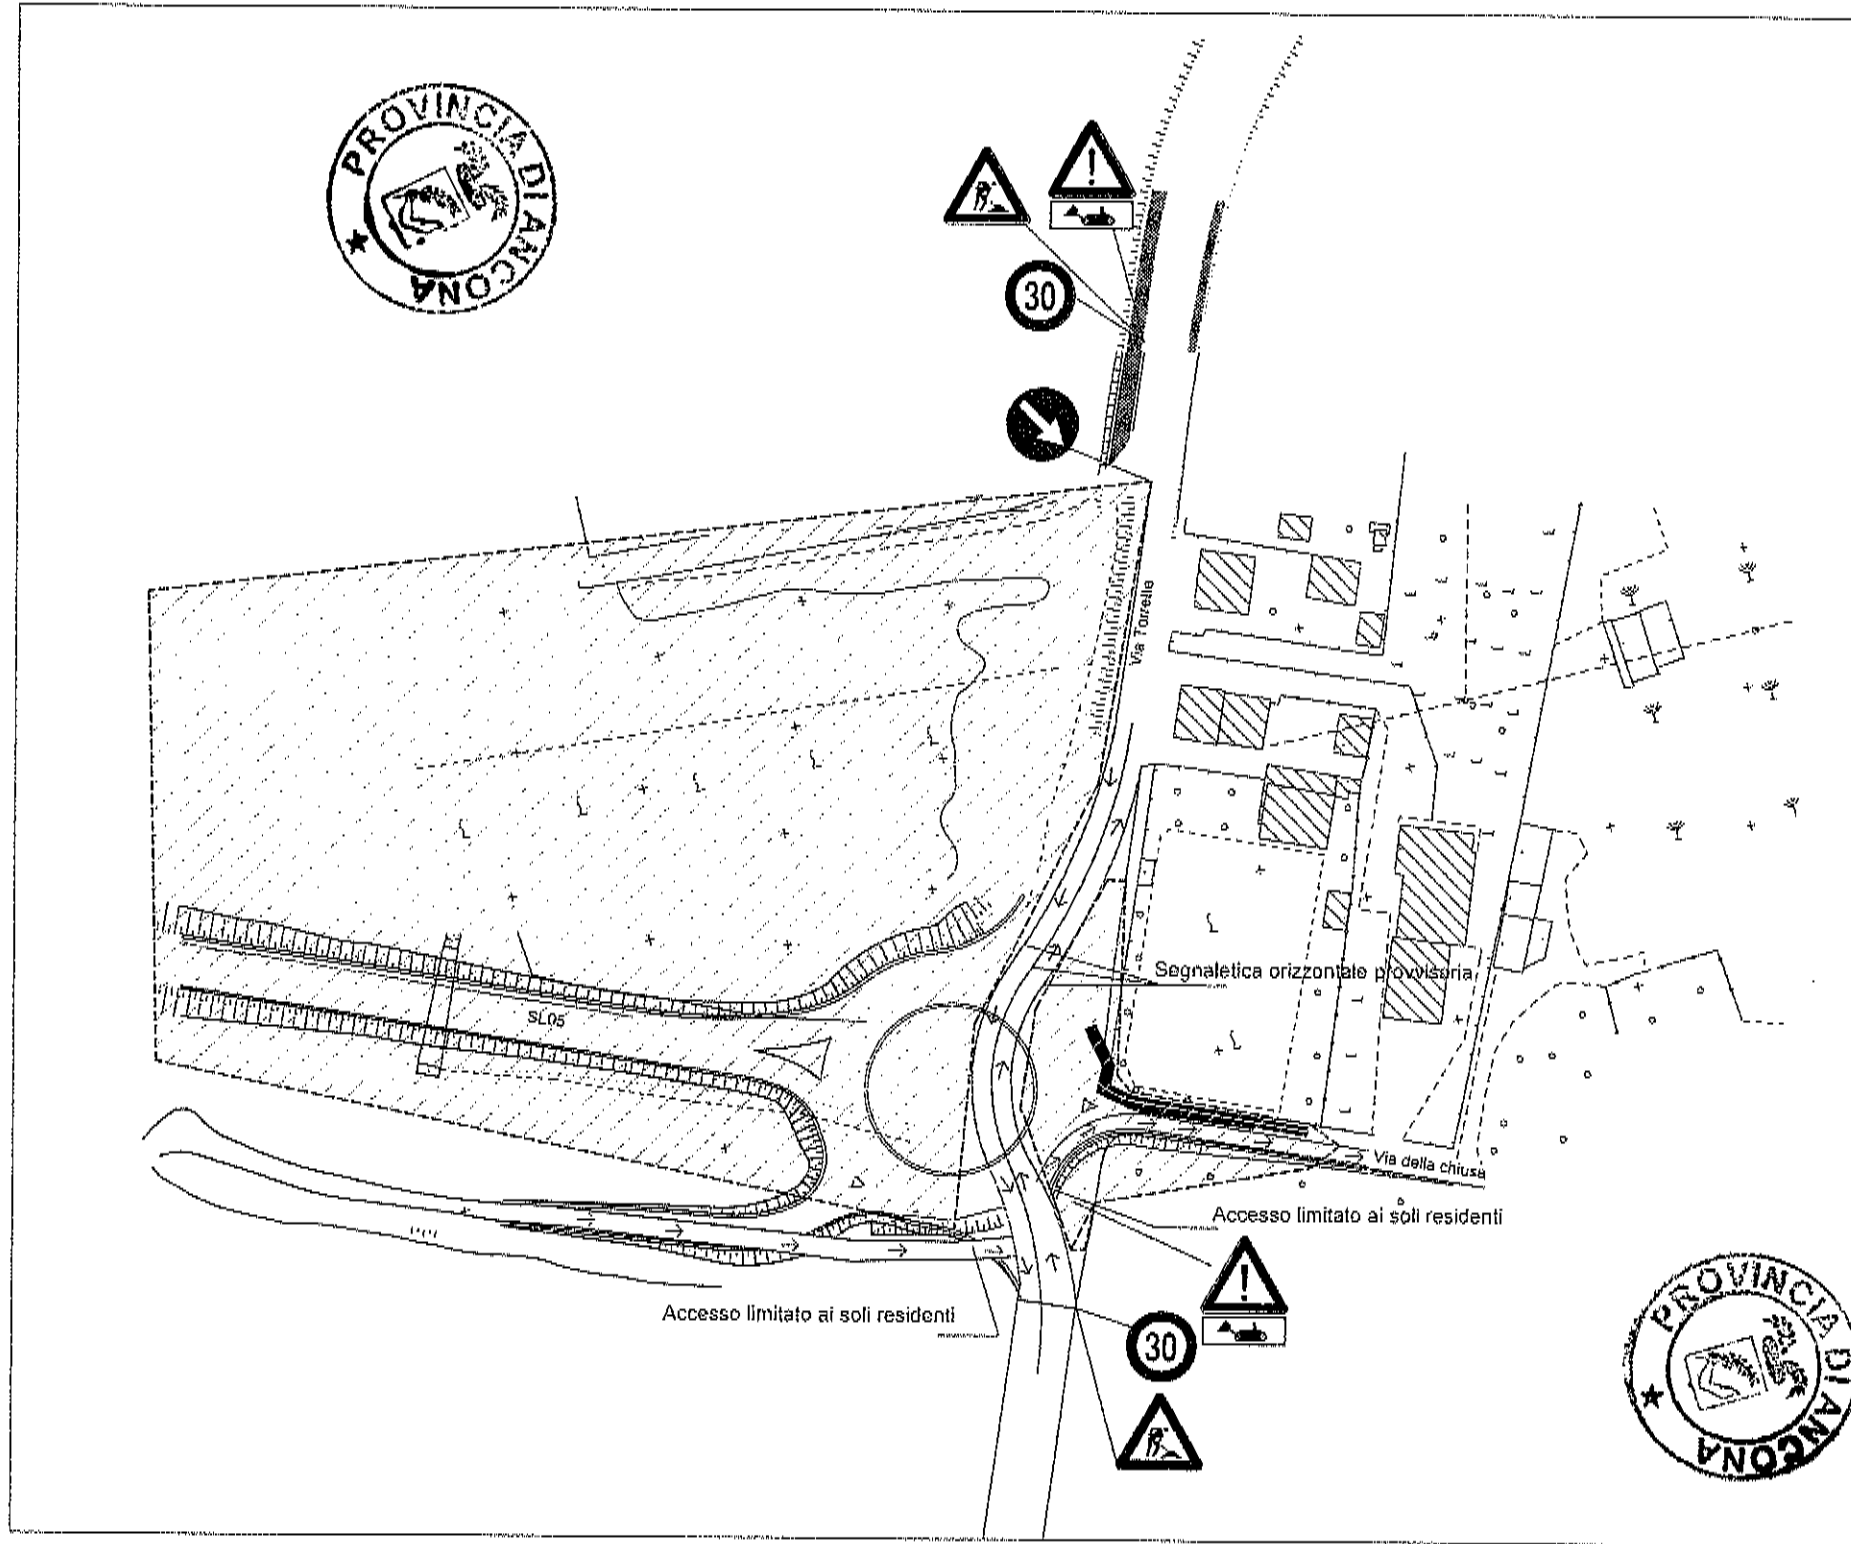 PROVINCIA DI ANCONA
!
30
Via Torrette
Segnaletica orizzontale provvisoria
SL05
Via della chiusa
Accesso limitato ai soli residenti
!
Accesso limitato ai soli residenti
30
PROVINCIA DI ANCONA